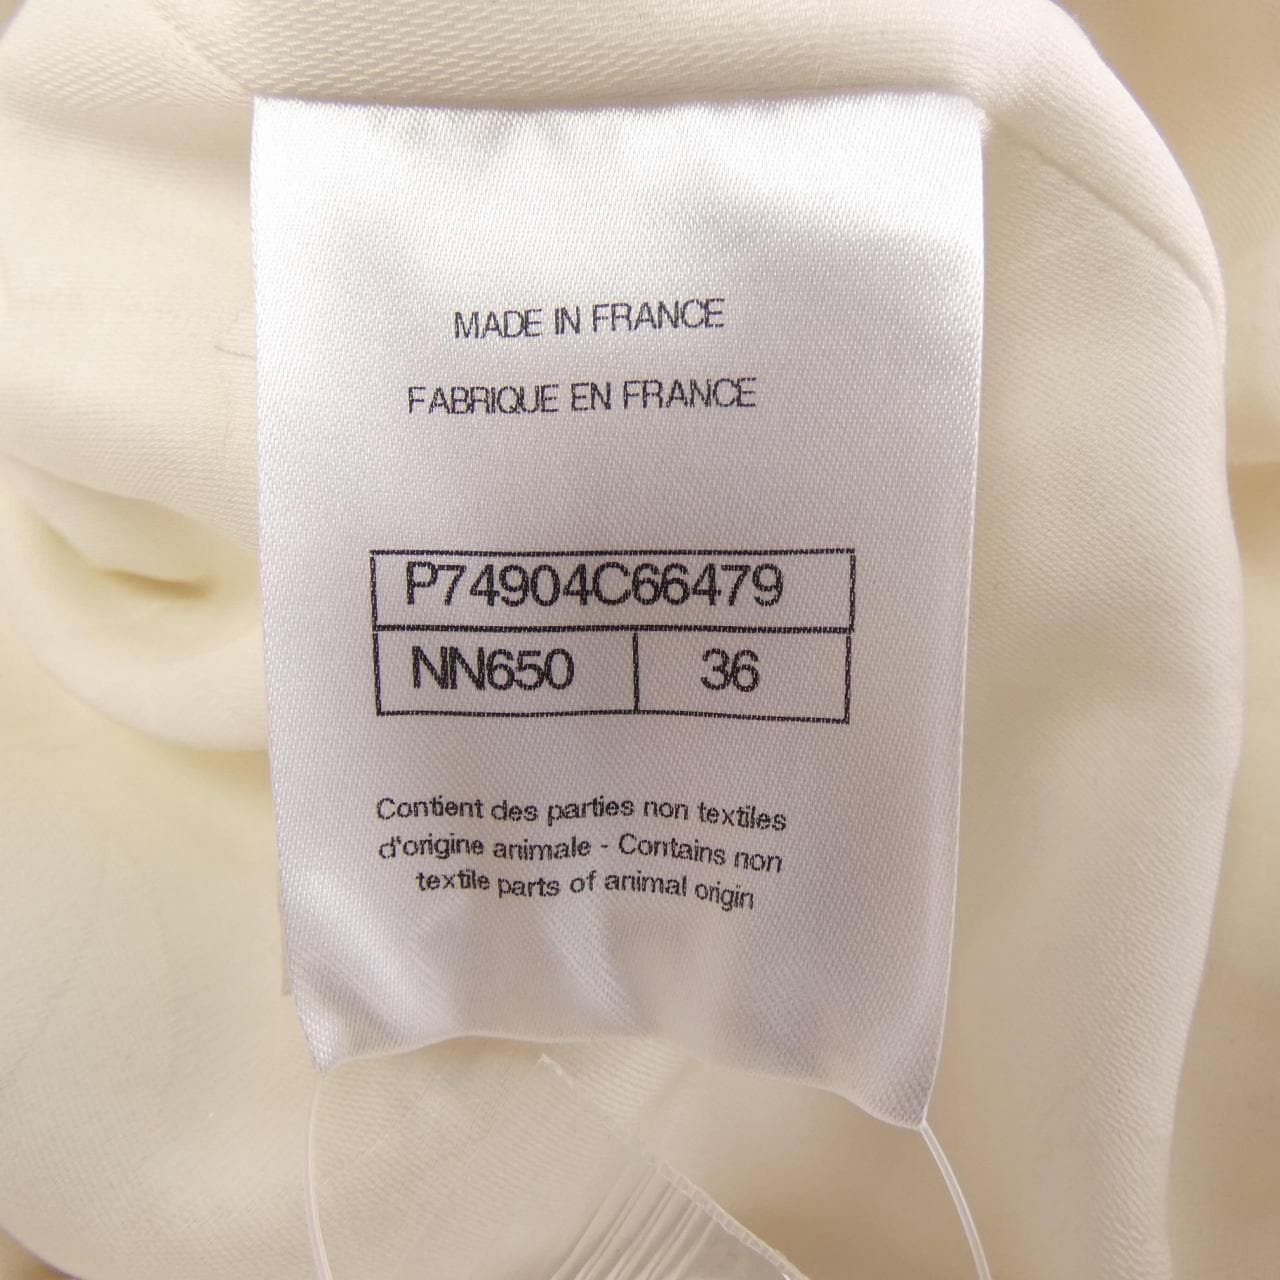 MADE IN FRANCE
FABRIQUE EN FRANCE
P74904C66479
NN650 36
Contient des parties non textiles
d'origine animale - Contains non
textile parts of animal origin